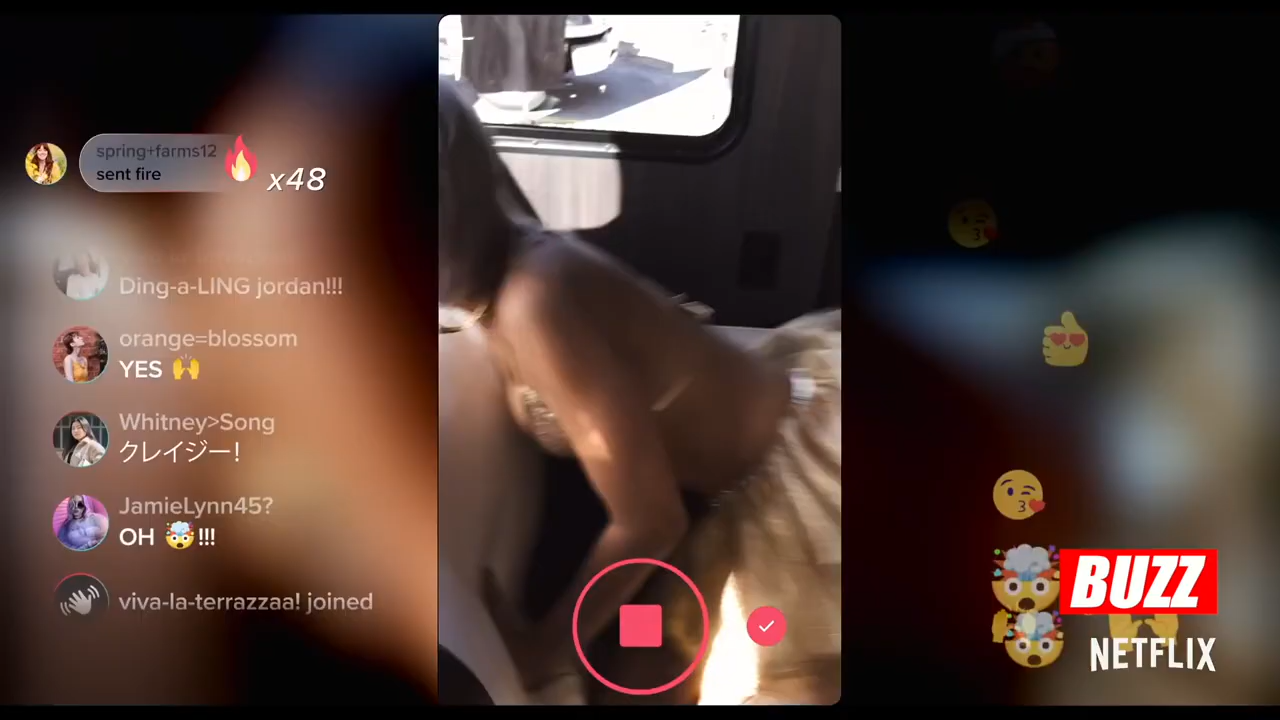 spring+farms12
sent fire
x48
Ding-a-LING jordan!!!
orange=blossom
YES 🙌
Whitney>Song
クレイジー!
JamieLynn45?
OH 🤯!!!
viva-la-terrazzaa! joined
BUZZ
NETFLIX